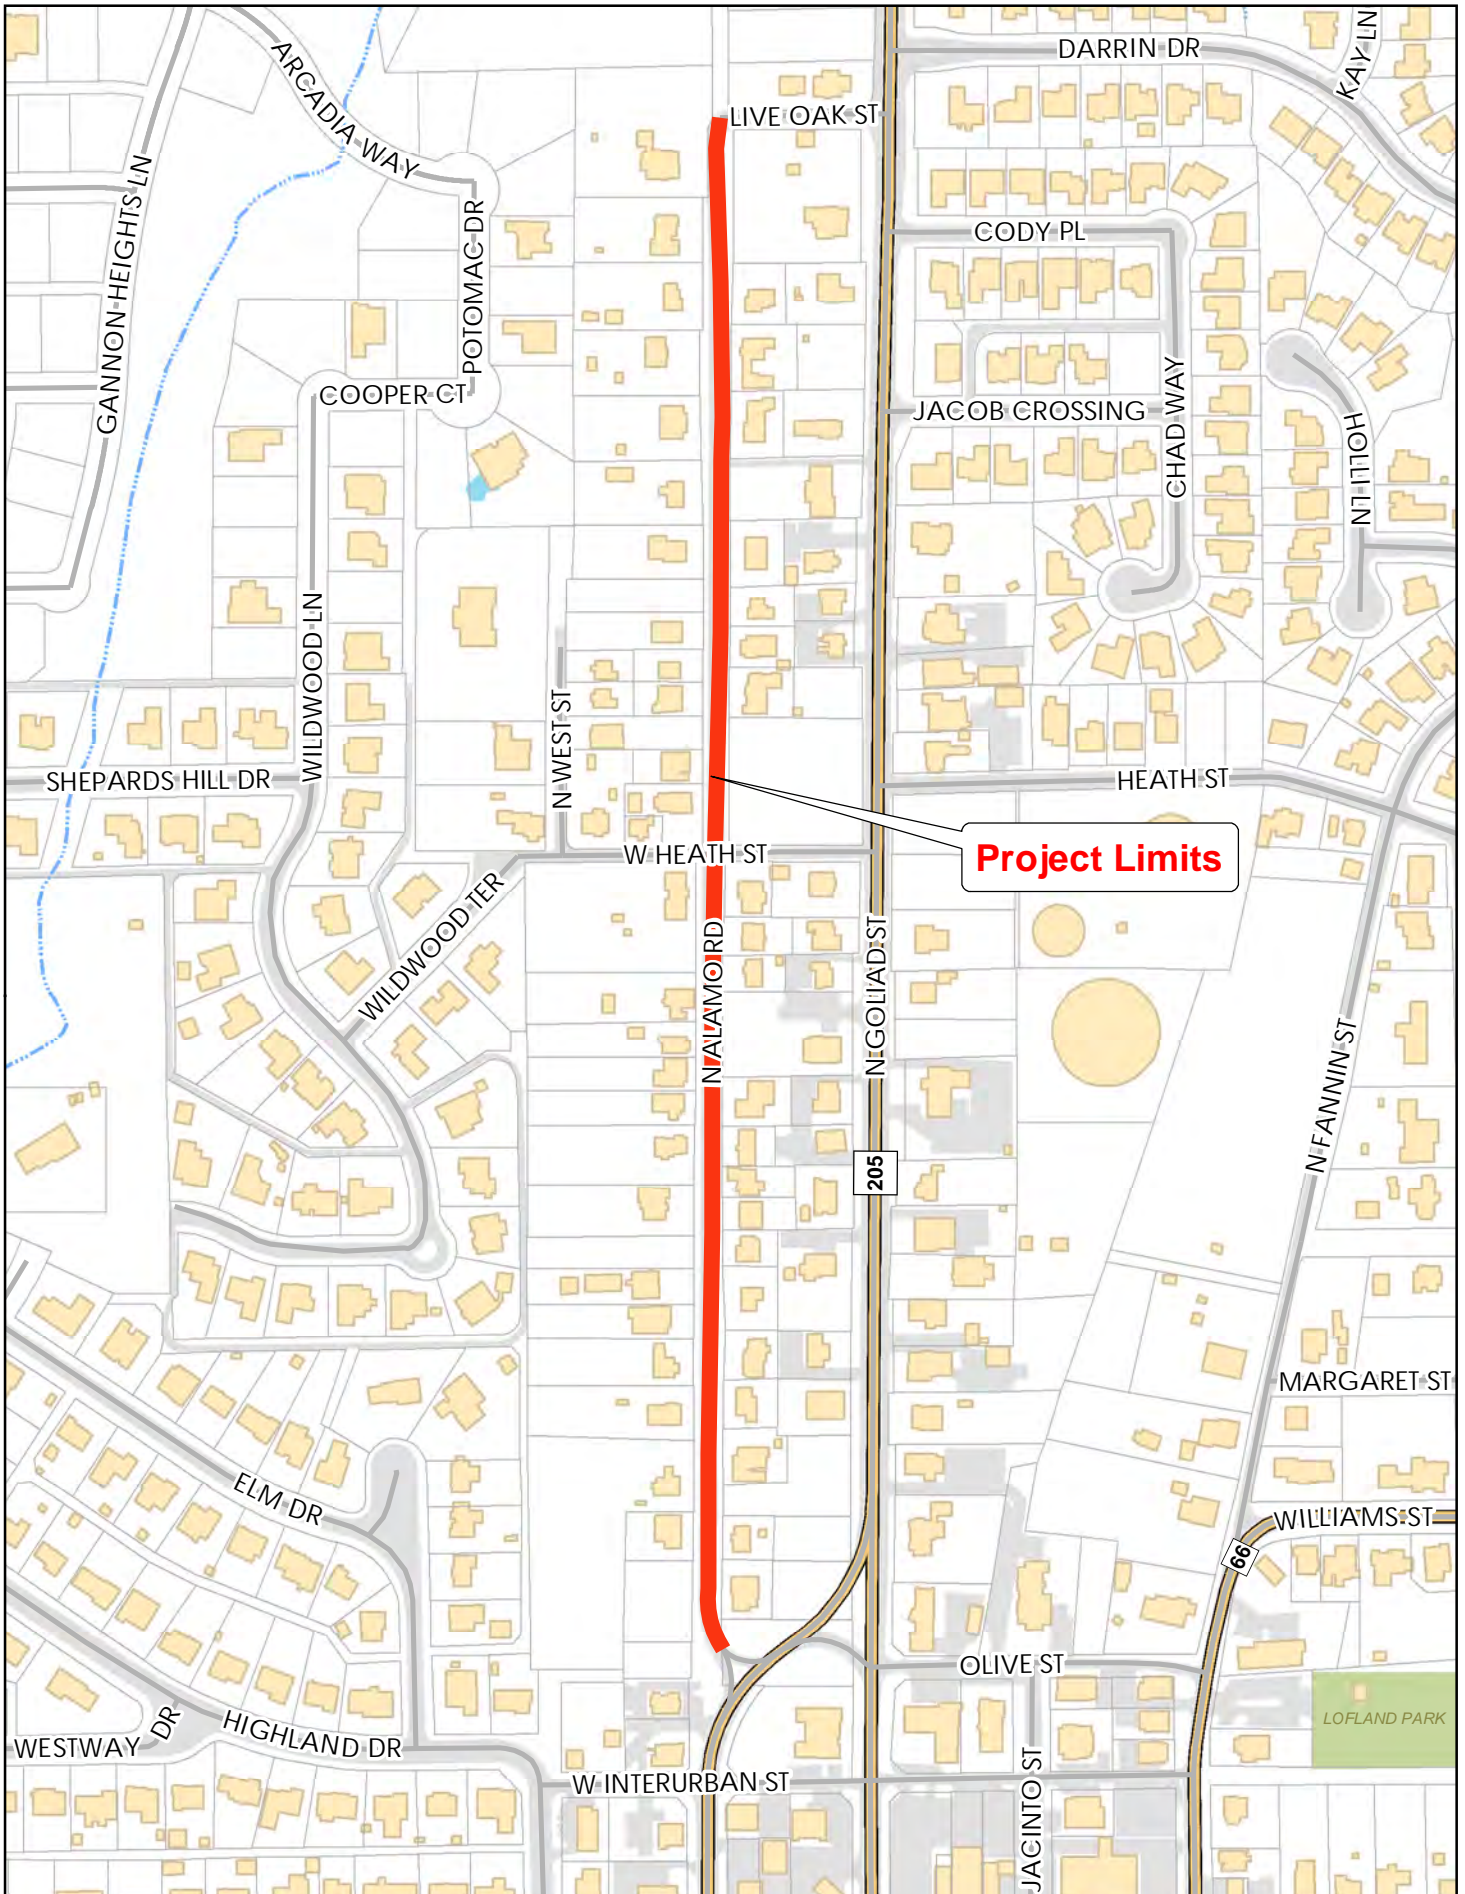 DARRIN DR
KAY LN
ARCADIA WAY
LIVE OAK ST
GANNON HEIGHTS LN
POTOMAC DR
CODY PL
COOPER CT
JACOB CROSSING
CHAD WAY
HOLLI LN
WILDWOOD LN
N WEST ST
SHEPARDS HILL DR
HEATH ST
W HEATH ST
Project Limits
WILDWOOD TER
N ALAMO RD
N GOLIAD ST
N FANNIN ST
205
MARGARET ST
ELM DR
WILLIAMS ST
66
OLIVE ST
LOFLAND PARK
WESTWAY DR
HIGHLAND DR
W INTERURBAN ST
JACINTO ST